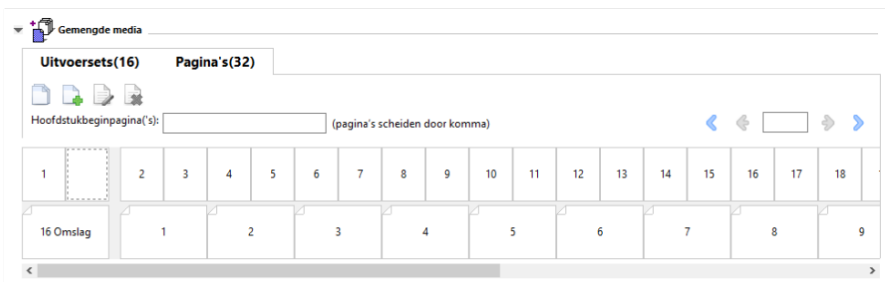 Gemengde media
Uitvoersets(16) Pagina's(32)
Hoofdstukbeginpagina('s): (pagina's scheiden door komma)
1 2 3 4 5 6 7 8 9 10 11 12 13 14 15 16 17 18
16 Omslag 1 2 3 4 5 6 7 8 9